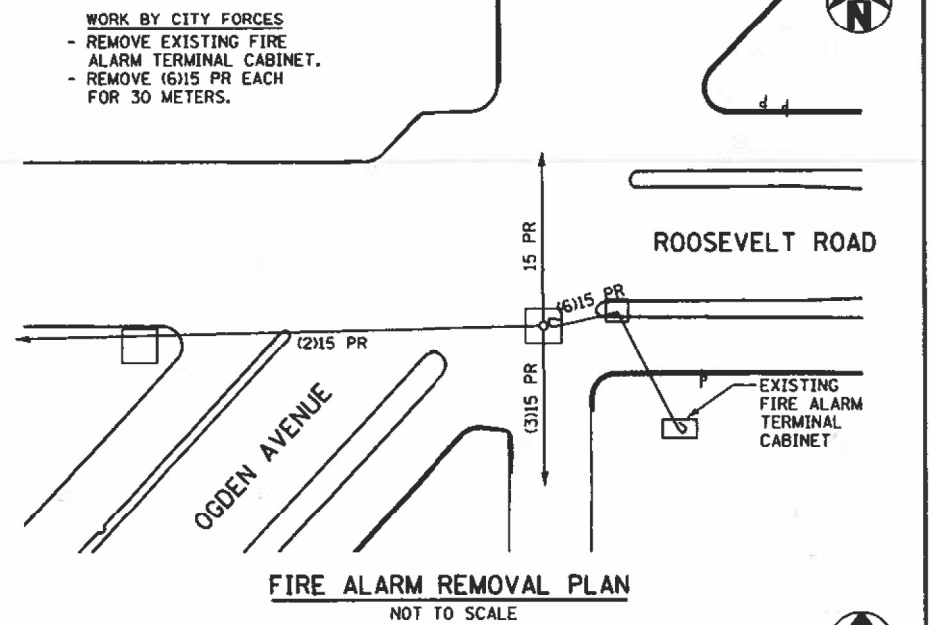 WORK BY CITY FORCES
- REMOVE EXISTING FIRE
ALARM TERMINAL CABINET.
- REMOVE (6)15 PR EACH
FOR 30 METERS.
N
15 PR
ROOSEVELT ROAD
(6)15 PR
(2)15 PR
(3)15 PR
EXISTING
FIRE ALARM
TERMINAL
CABINET
OGDEN AVENUE
FIRE ALARM REMOVAL PLAN
NOT TO SCALE